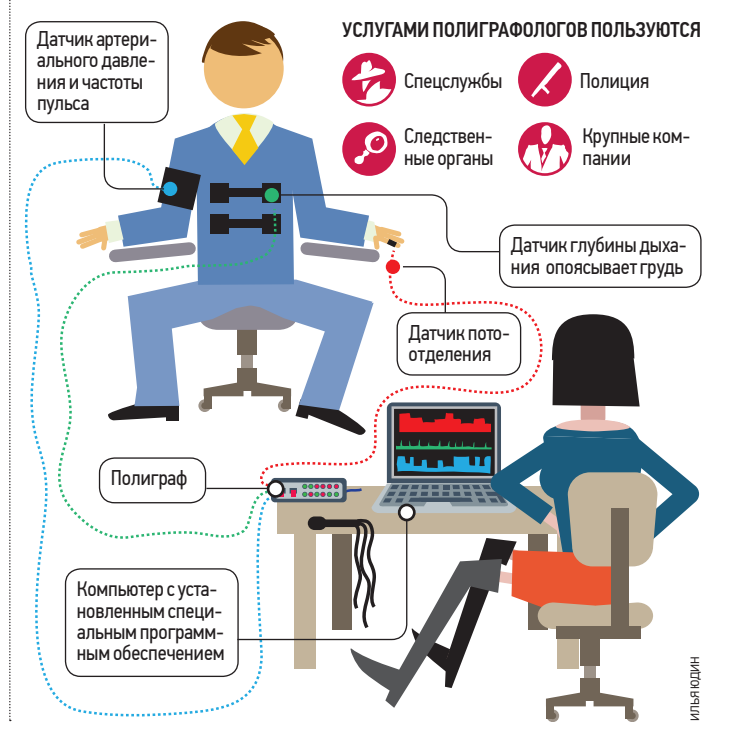 УСЛУГАМИ ПОЛИГРАФОЛОГОВ ПОЛЬЗУЮТСЯ
Спецслужбы
Полиция
Следствен-
ные органы
Крупные ком-
пании
Датчик артери-
ального давле-
ния и частоты
пульса
Датчик глубины дыха-
ния опоясывает грудь
Датчик пото-
отделения
Полиграф
Компьютер с уста-
новленным специ-
альным программ-
ным обеспечением
ИЛЬЯ ЮДИН